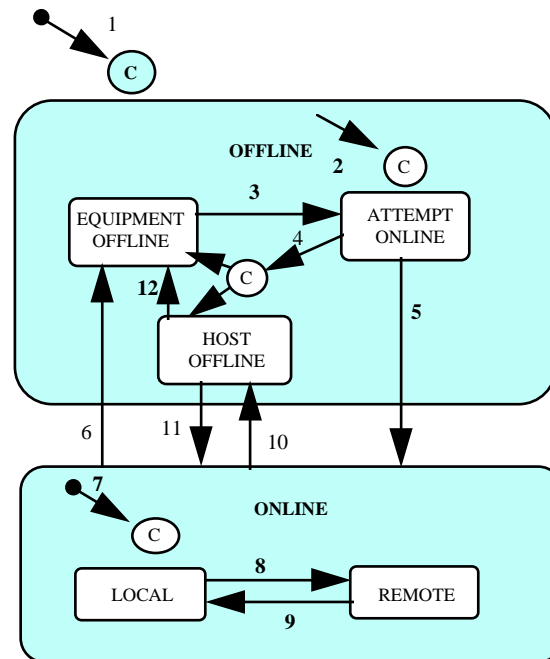 1
C
OFFLINE
2
C
3
EQUIPMENT
OFFLINE
ATTEMPT
ONLINE
4
C
12
5
HOST
OFFLINE
6
11
10
7
ONLINE
C
8
LOCAL
REMOTE
9